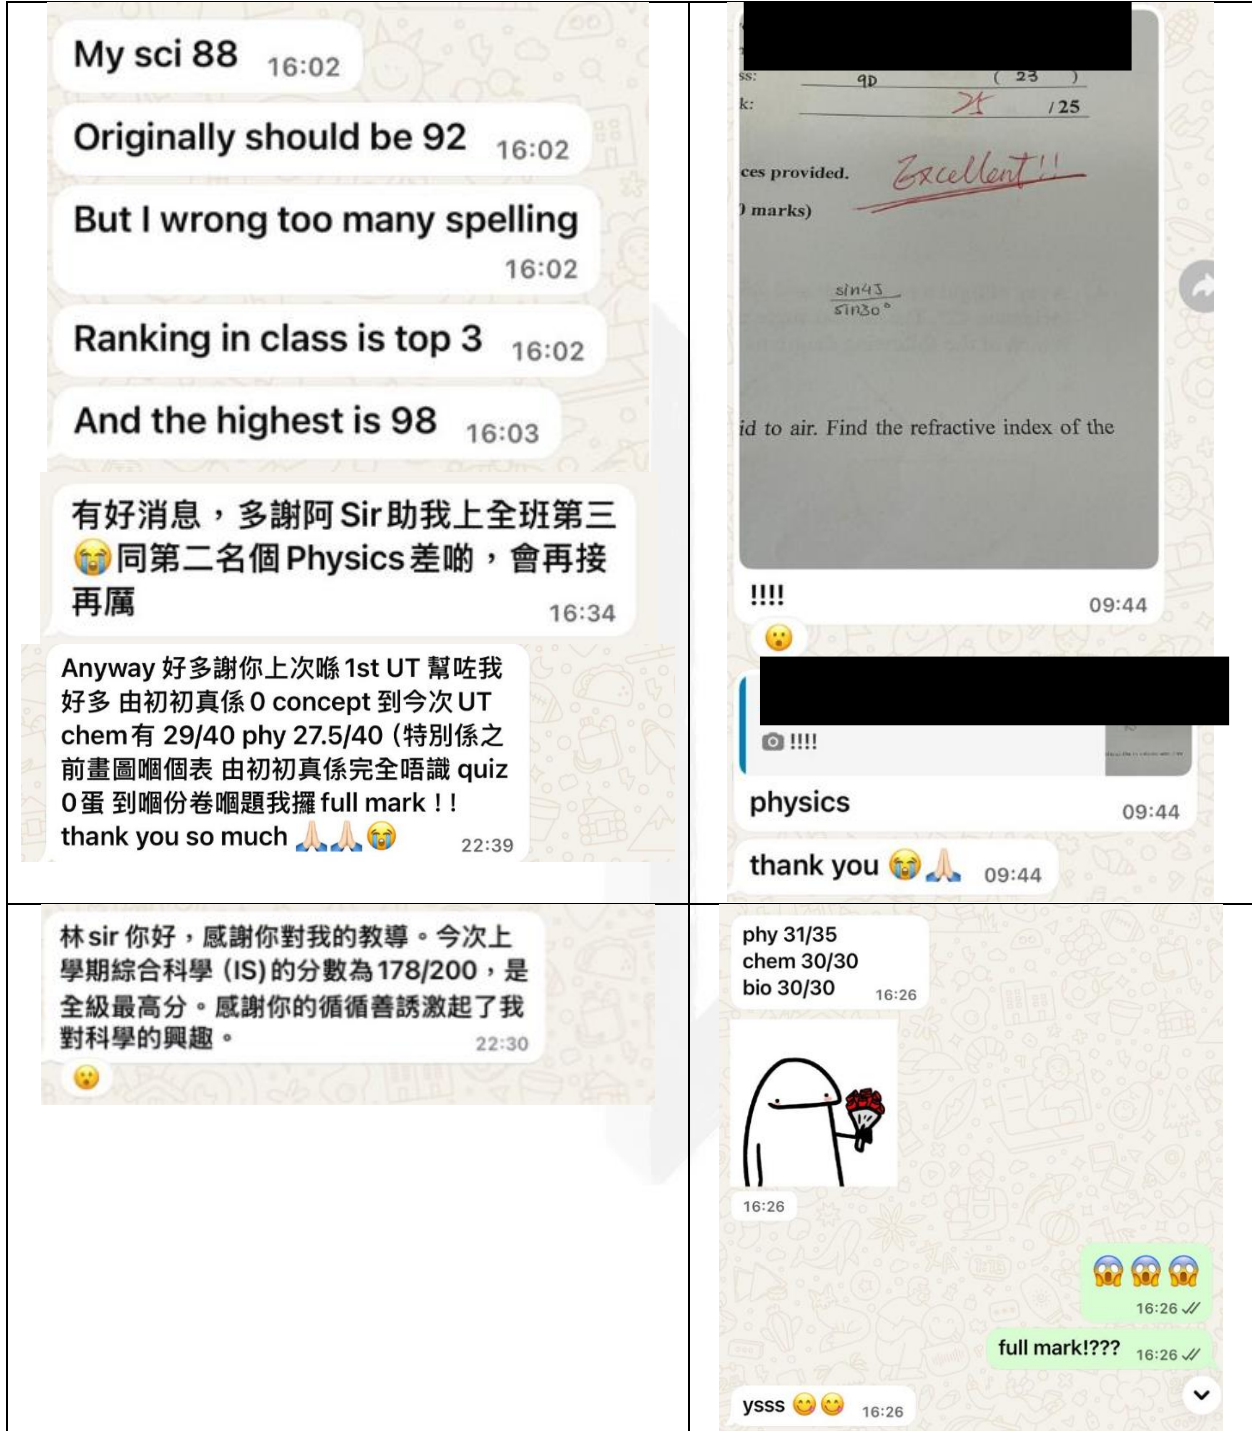 My sci 88 16:02
Originally should be 92 16:02
But I wrong too many spelling
16:02
Ranking in class is top 3 16:02
And the highest is 98 16:03
有好消息，多謝阿Sir助我上全班第三
😭同第二名個Physics差啲，會再接
再厲 16:34
Anyway 好多謝你上次喺1st UT 幫咗我
好多 由初初真係0 concept 到今次UT
chem有 29/40 phy 27.5/40（特別係之
前畫圖嗰個表 由初初真係完全唔識 quiz
0蛋 到嗰份卷嗰題我攞full mark！！
thank you so much 🙏🏻🙏🏻😭 22:39
ss: 9D ( 23 )
k: 25 /25
ces provided. Excellent!!
0 marks)
sin45
sin30°
id to air. Find the refractive index of the
!!!! 09:44
😮
📷 !!!!
physics 09:44
thank you 😭🙏🏻 09:44
林sir 你好，感謝你對我的教導。今次上
學期綜合科學 (IS)的分數為178/200，是
全級最高分。感謝你的循循善誘激起了我
對科學的興趣。 22:30
😮
phy 31/35
chem 30/30
bio 30/30 16:26
16:26
😱😱😱
16:26
full mark!??? 16:26
ysss 😋😋 16:26